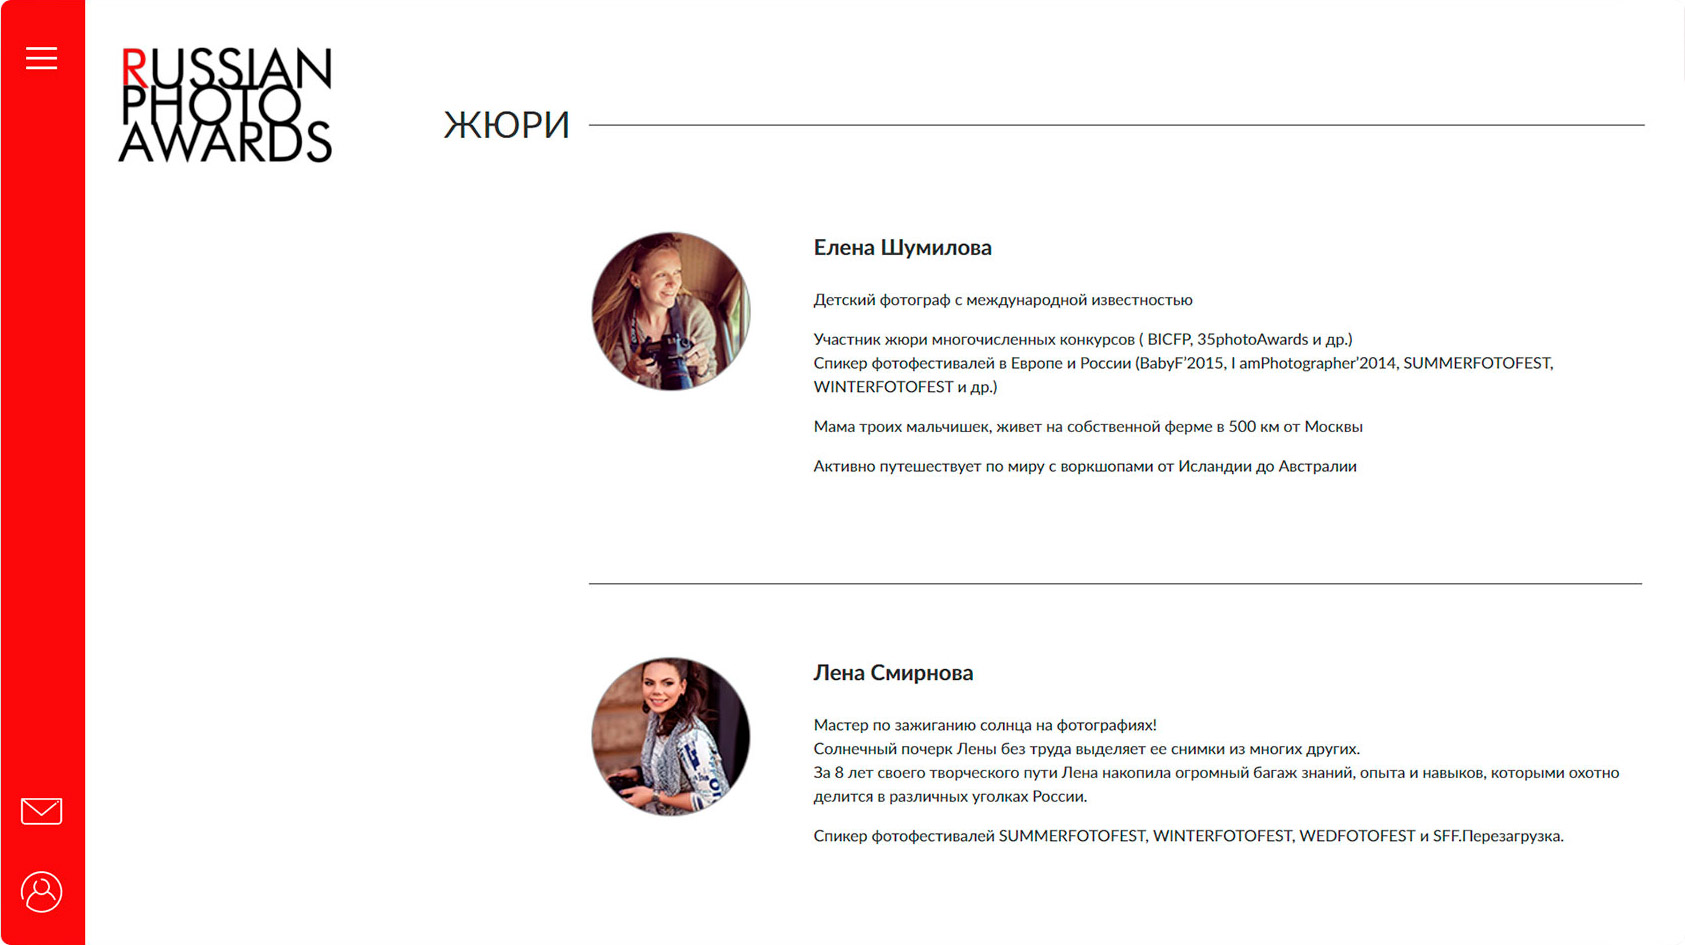 RUSSIAN
PHOTO
AWARDS
ЖЮРИ
Елена Шумилова
Детский фотограф с международной известностью
Участник жюри многочисленных конкурсов ( BICFP, 35photoAwards и др.)
Спикер фотофестивалей в Европе и России (BabyF'2015, I amPhotographer'2014, SUMMERFOTOFEST,
WINTERFOTOFEST и др.)
Мама троих мальчишек, живет на собственной ферме в 500 км от Москвы
Активно путешествует по миру с воркшопами от Исландии до Австралии
Лена Смирнова
Мастер по зажиганию солнца на фотографиях!
Солнечный почерк Лены без труда выделяет ее снимки из многих других.
За 8 лет своего творческого пути Лена накопила огромный багаж знаний, опыта и навыков, которыми охотно
делится в различных уголках России.
Спикер фотофестивалей SUMMERFOTOFEST, WINTERFOTOFEST, WEDFOTOFEST и SFF.Перезагрузка.